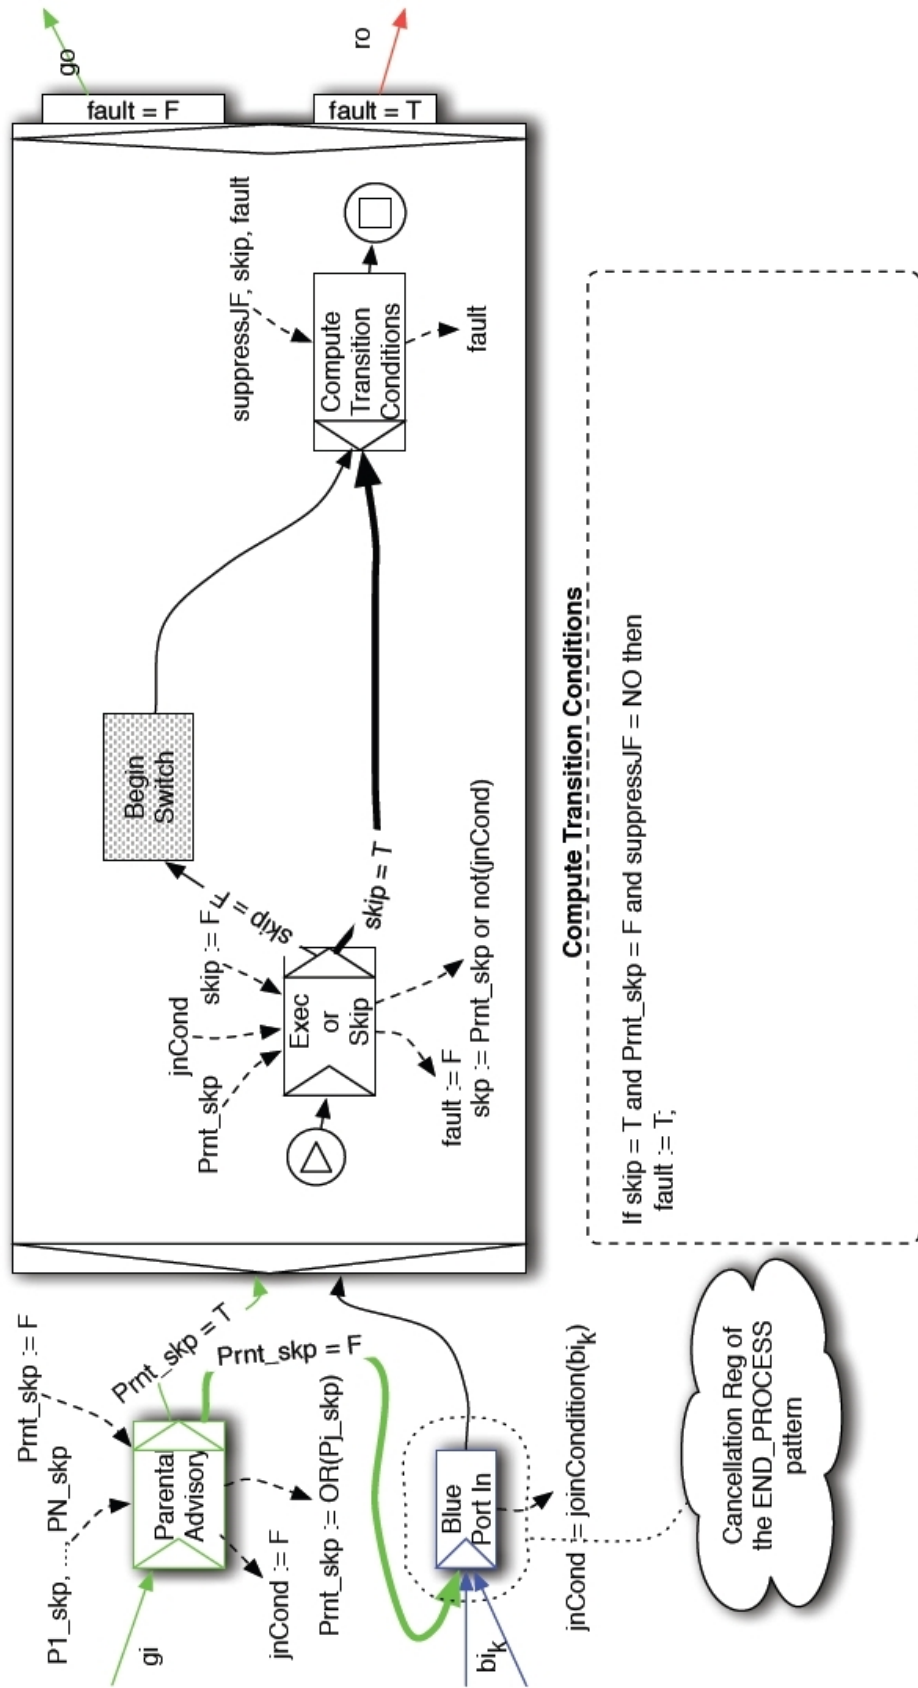 go
ro
fault = F
fault = T
suppressJF, skip, fault
Compute
Transition
Conditions
fault
Begin
Switch
skip = F
skip = T
skip := F
jnCond
Prnt_skp
Exec
or
Skip
fault := F
skp := Prnt_skp or not(jnCond)
Compute Transition Conditions
If skip = T and Prnt_skp = F and suppressJF = NO then
fault := T;
Prnt_skp := F
P1_skp, .... PN_skp
Prnt_skp = T
Prnt_skp = F
Parental
Advisory
gi
jnCond := F
Prnt_skp := OR(Pj_skp)
Blue
Port In
bik
jnCond := joinCondition(bik)
Cancellation Reg of
the END_PROCESS
pattern